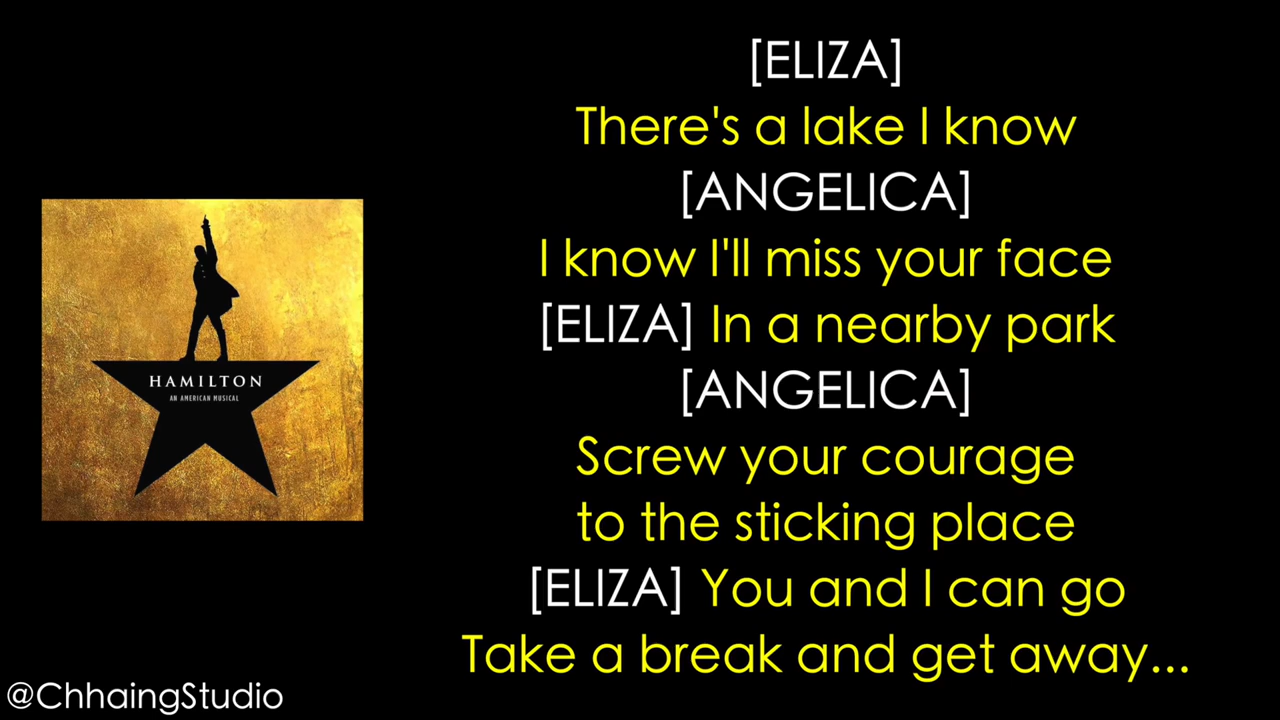 [ELIZA]
There's a lake I know
[ANGELICA]
I know I'll miss your face
[ELIZA] In a nearby park
[ANGELICA]
Screw your courage
to the sticking place
[ELIZA] You and I can go
Take a break and get away...
HAMILTON
AN AMERICAN MUSICAL
@ChhaingStudio